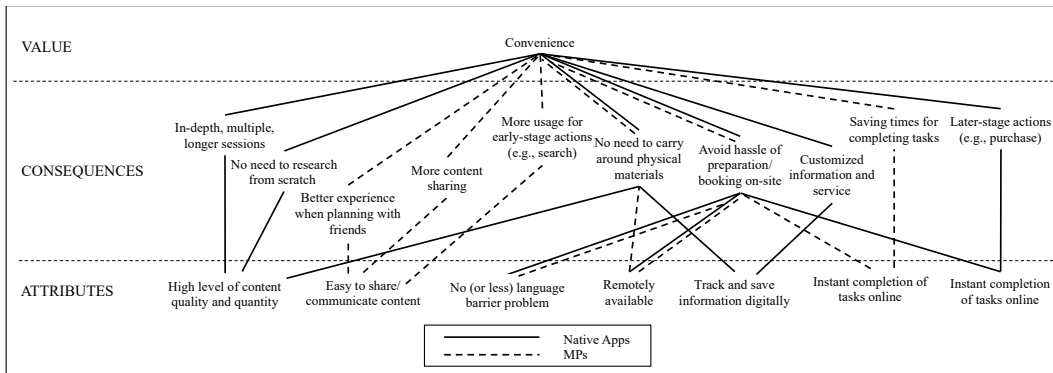 VALUE
Convenience
CONSEQUENCES
In-depth, multiple,
longer sessions
No need to research
from scratch
Better experience
when planning with
friends
More content
sharing
More usage for
early-stage actions
(e.g., search)
No need to carry
around physical
materials
Avoid hassle of
preparation/
booking on-site
Customized
information and
service
Saving times for
completing tasks
Later-stage actions
(e.g., purchase)
ATTRIBUTES
High level of content
quality and quantity
Easy to share/
communicate content
No (or less) language
barrier problem
Remotely
available
Track and save
information digitally
Instant completion of
tasks online
Instant completion
of tasks online
Native Apps
MPs